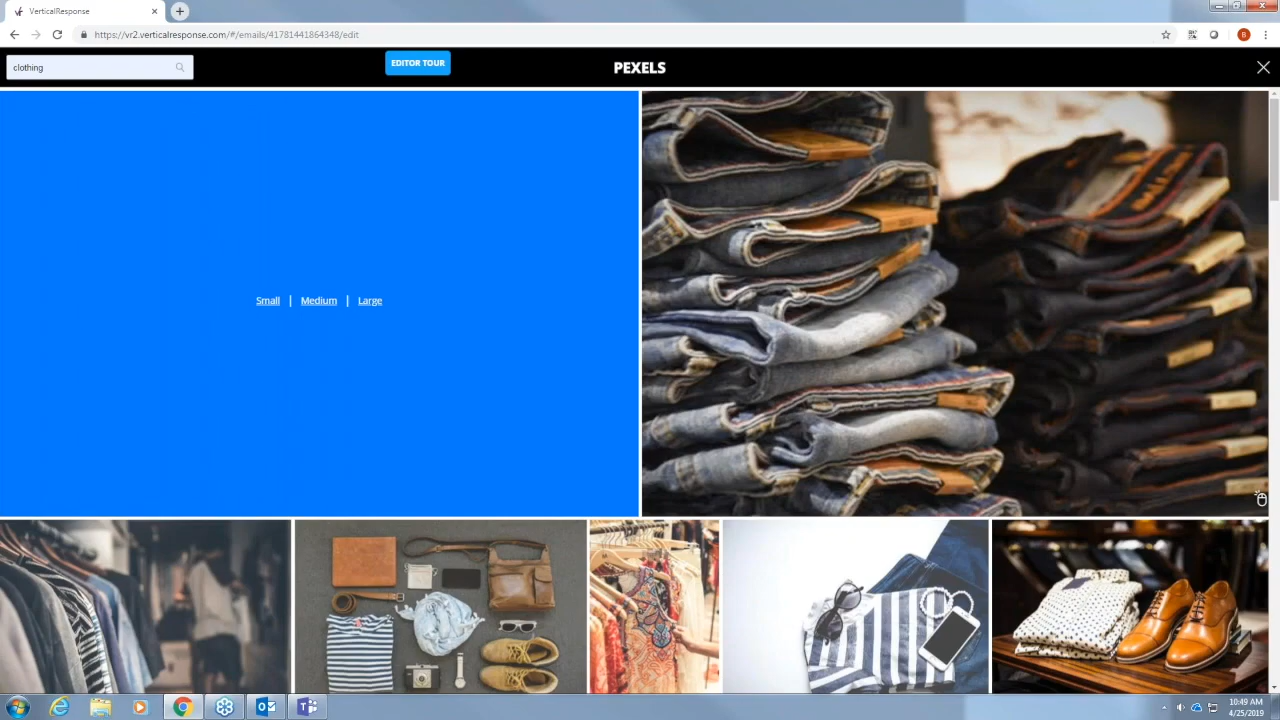 VerticalResponse
https://vr2.verticalresponse.com/#/emails/41781441864348/edit
B
clothing
EDITOR TOUR
PEXELS
Small | Medium | Large
10:49 AM
4/25/2019